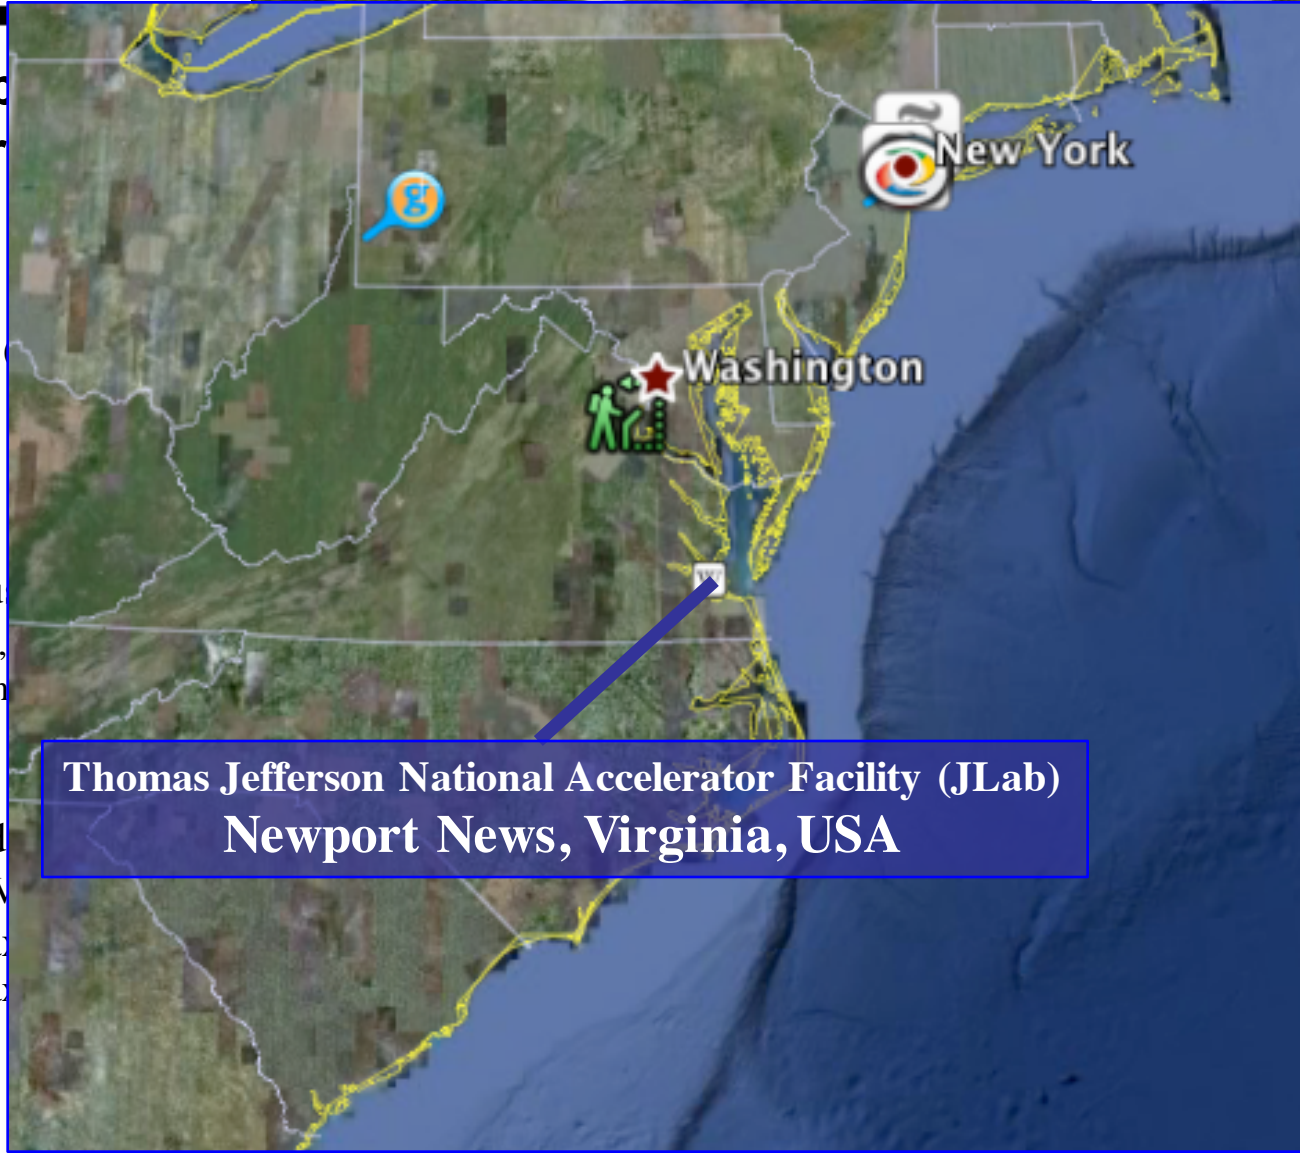 New York
g
Washington
W
Thomas Jefferson National Accelerator Facility (JLab)
Newport News, Virginia, USA